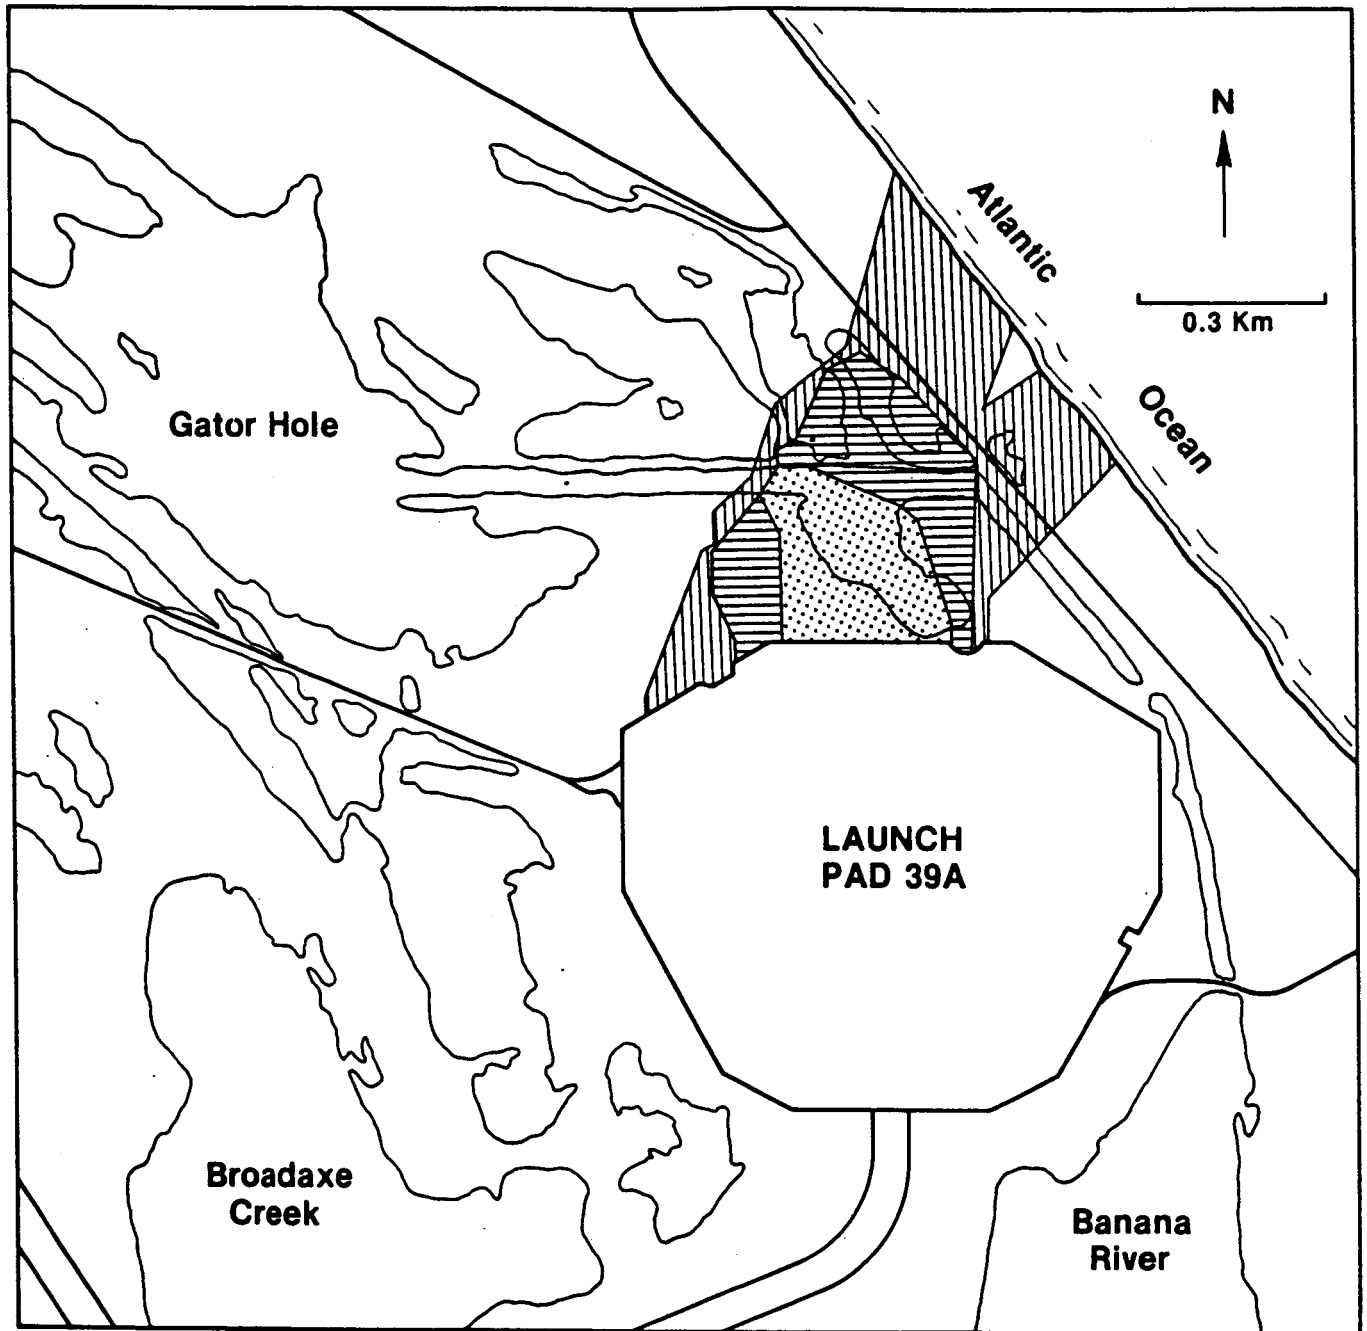 N
Atlantic
Ocean
0.3 Km
Gator Hole
LAUNCH
PAD 39A
Broadaxe
Creek
Banana
River